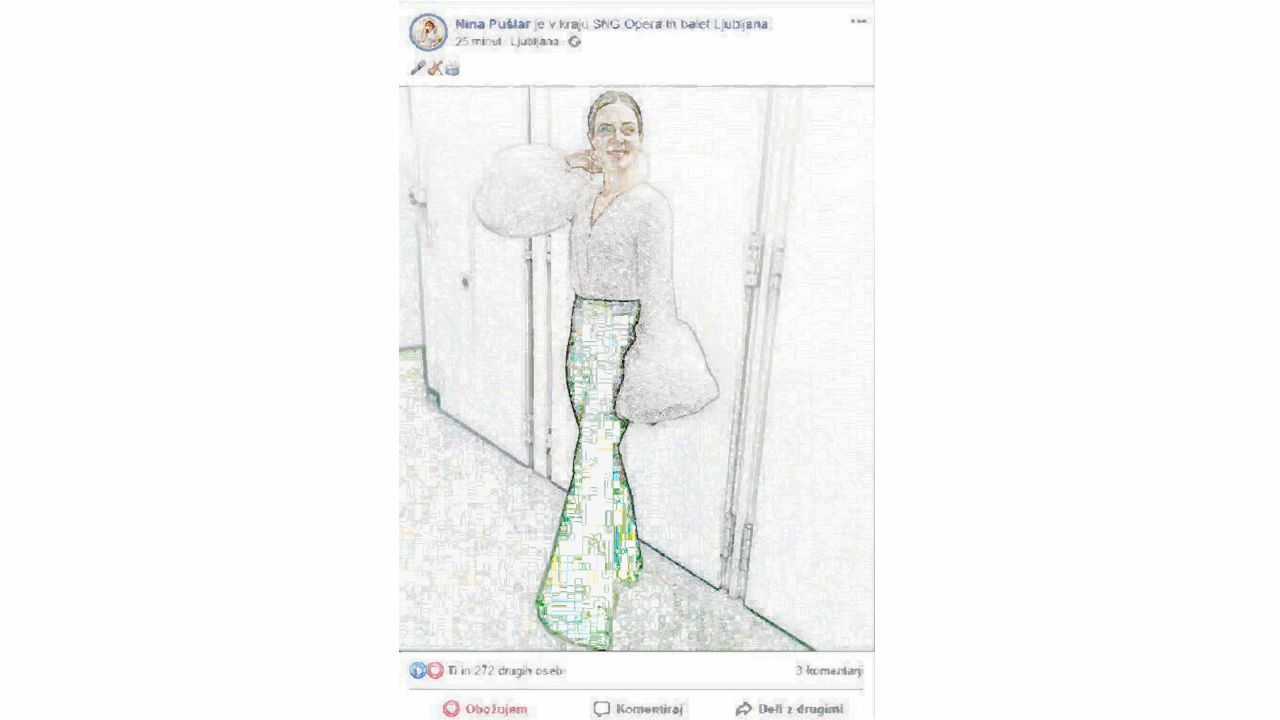 Nina Pušlar je v kraju SNG Opera in balet Ljubljana.
25 minut · Ljubljana ·
Ti in 272 drugih oseb
3 komentarji
Obožujem
Komentiraj
Deli z drugimi